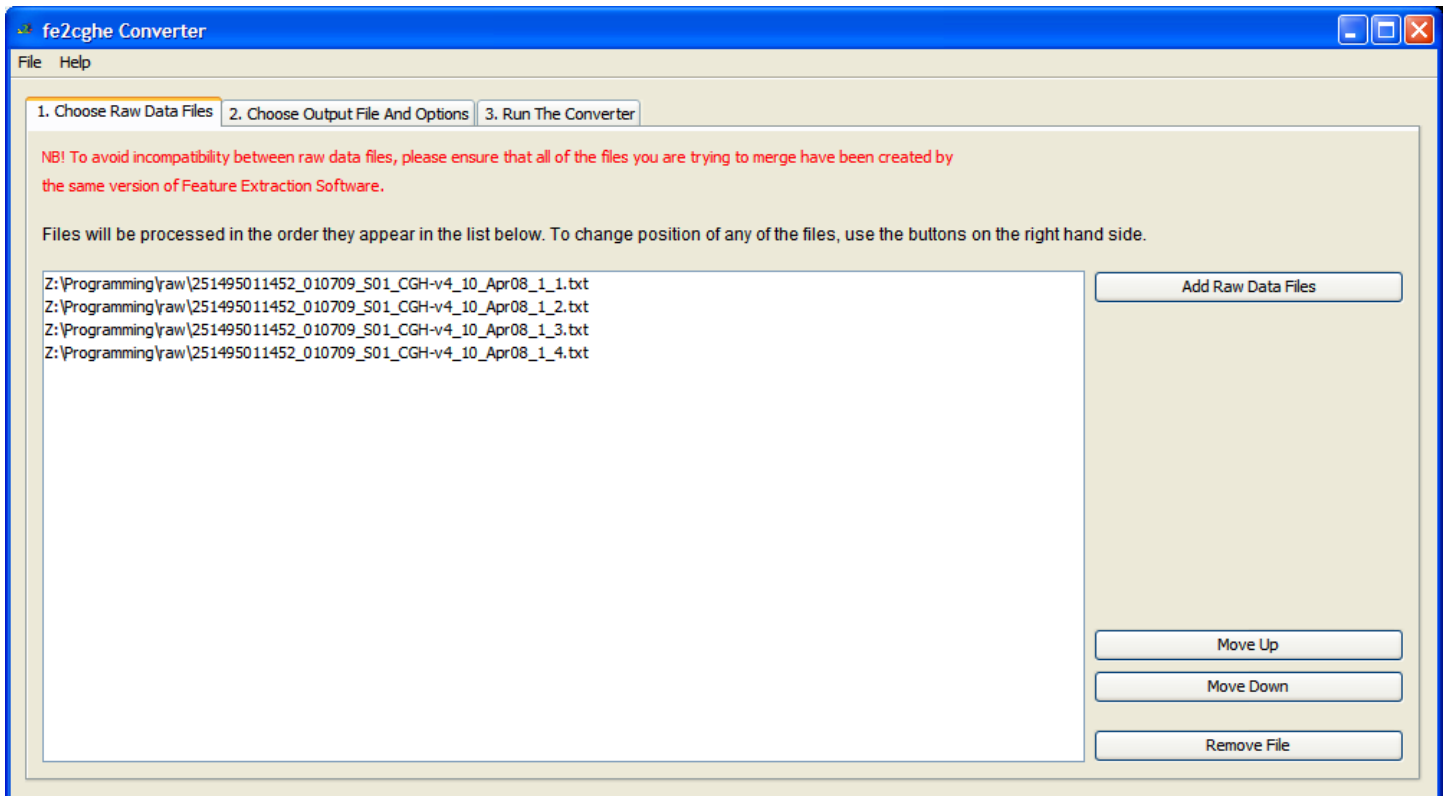 fe2cghe Converter
File Help
1. Choose Raw Data Files 2. Choose Output File And Options 3. Run The Converter
NB! To avoid incompatibility between raw data files, please ensure that all of the files you are trying to merge have been created by
the same version of Feature Extraction Software.
Files will be processed in the order they appear in the list below. To change position of any of the files, use the buttons on the right hand side.
Z:\Programming\raw\251495011452_010709_S01_CGH-v4_10_Apr08_1_1.txt
Z:\Programming\raw\251495011452_010709_S01_CGH-v4_10_Apr08_1_2.txt
Z:\Programming\raw\251495011452_010709_S01_CGH-v4_10_Apr08_1_3.txt
Z:\Programming\raw\251495011452_010709_S01_CGH-v4_10_Apr08_1_4.txt
Add Raw Data Files
Move Up
Move Down
Remove File